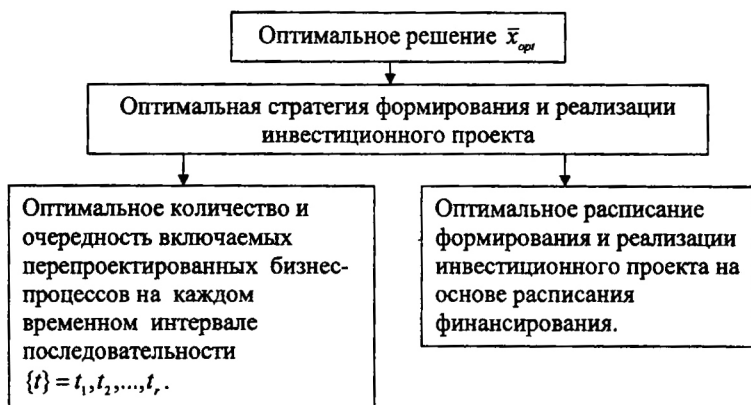 Оптимальное решение x̄_opt
Оптимальная стратегия формирования и реализации
инвестиционного проекта
Оптимальное количество и
очередность включаемых
перепроектированных бизнес-
процессов на каждом
временном интервале
последовательности
{t} = t₁, t₂, ..., tᵣ.
Оптимальное расписание
формирования и реализации
инвестиционного проекта на
основе расписания
финансирования.